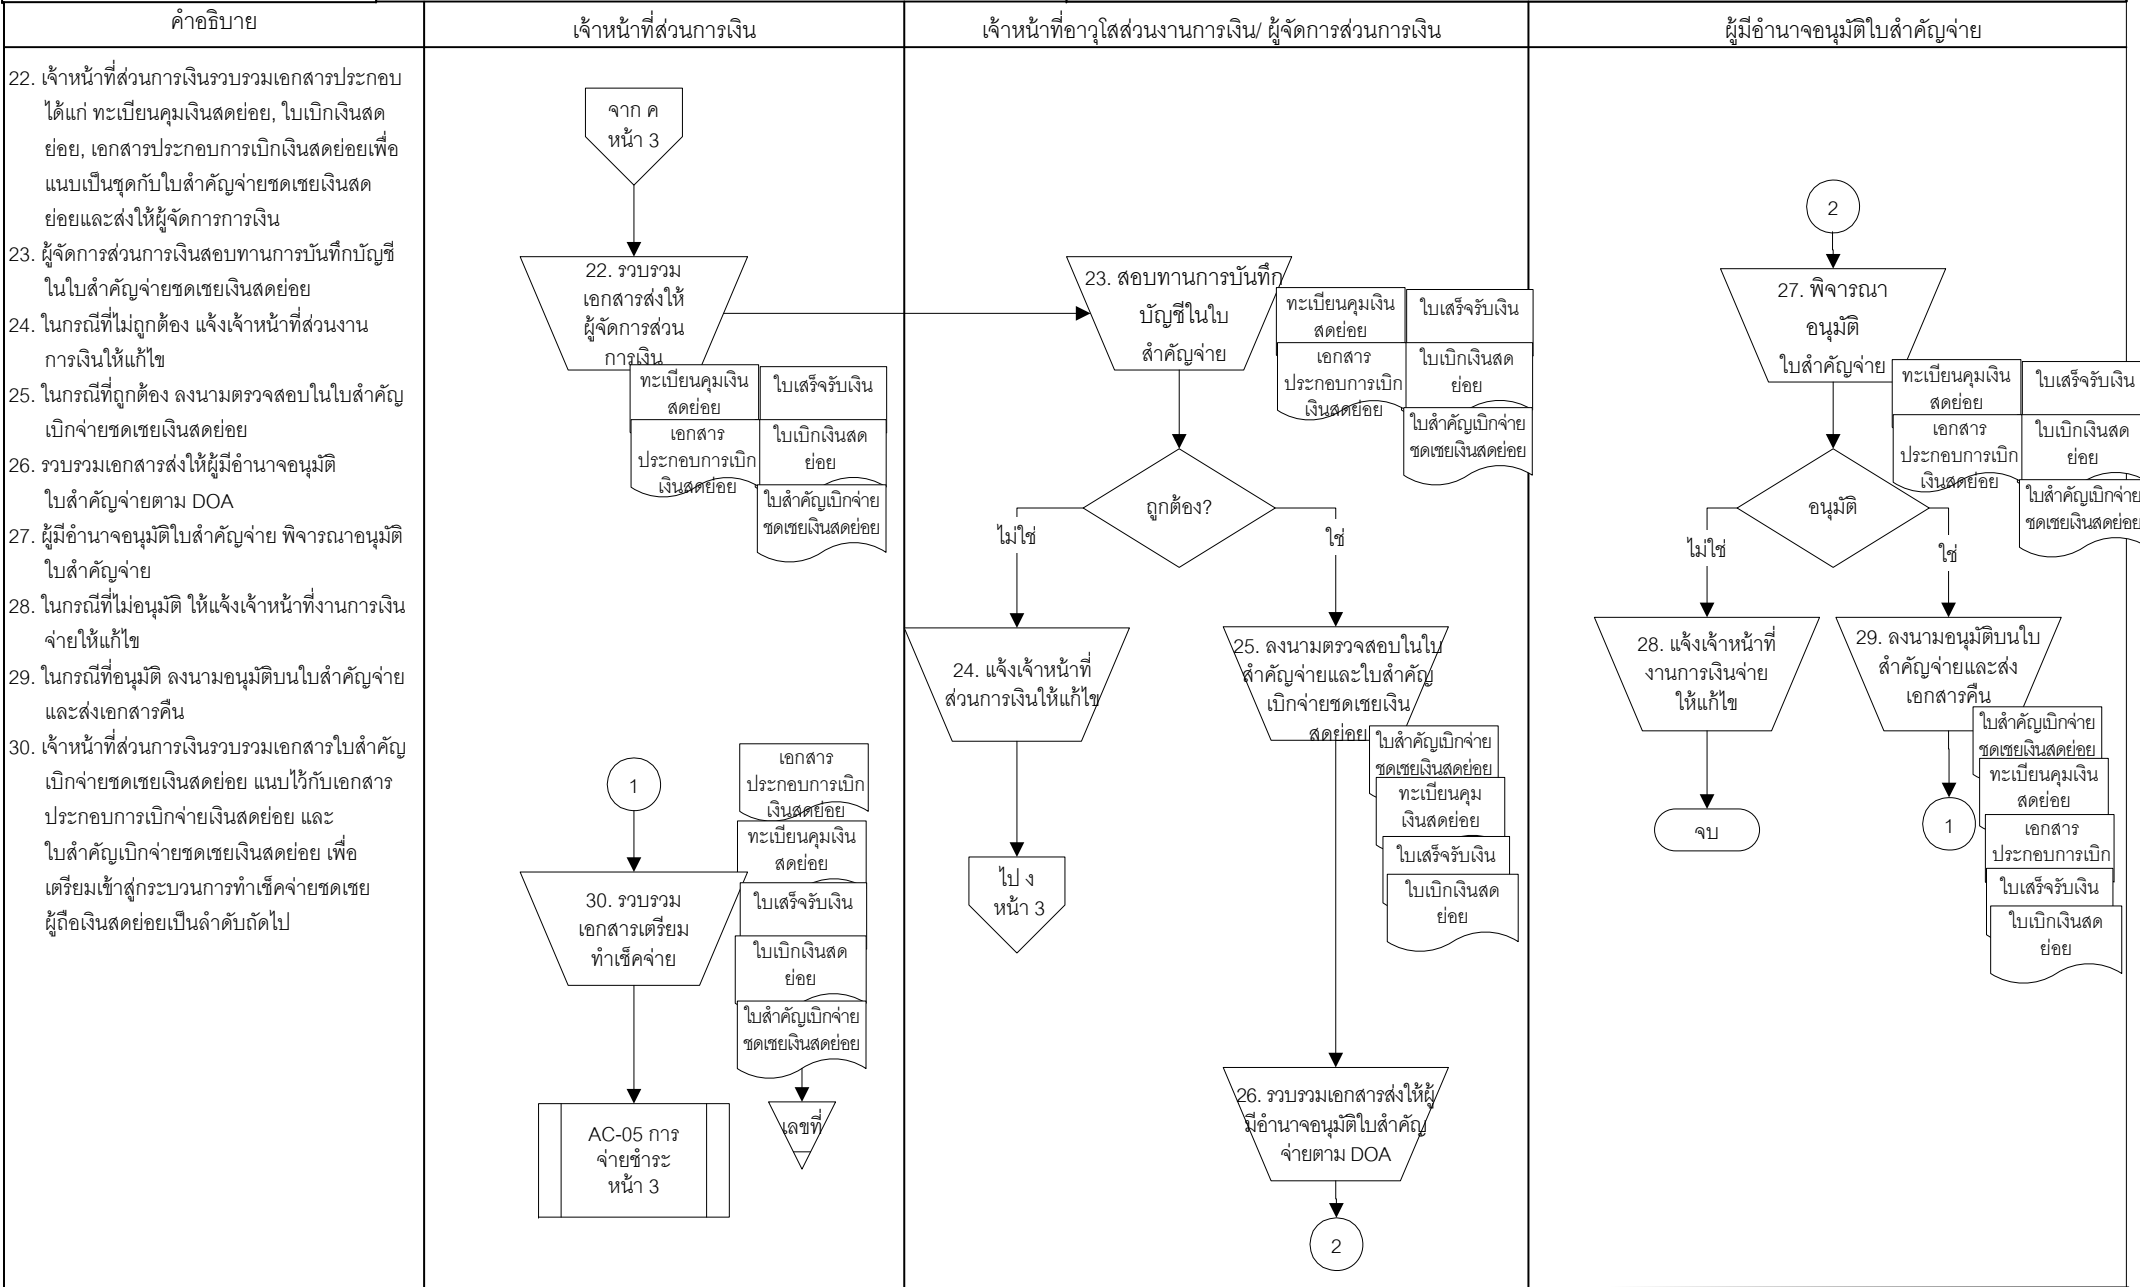 คำอธิบาย
เจ้าหน้าที่ส่วนการเงิน
เจ้าหน้าที่อาวุโสส่วนงานการเงิน/ ผู้จัดการส่วนการเงิน
ผู้มีอำนาจอนุมัติใบสำคัญจ่าย
22. เจ้าหน้าที่ส่วนการเงินรวบรวมเอกสารประกอบ
ได้แก่ ทะเบียนคุมเงินสดย่อย, ใบเบิกเงินสด
ย่อย, เอกสารประกอบการเบิกเงินสดย่อยเพื่อ
แนบเป็นชุดกับใบสำคัญจ่ายชดเชยเงินสด
ย่อยและส่งให้ผู้จัดการการเงิน
23. ผู้จัดการส่วนการเงินสอบทานการบันทึกบัญชี
ในใบสำคัญจ่ายชดเชยเงินสดย่อย
24. ในกรณีที่ไม่ถูกต้อง แจ้งเจ้าหน้าที่ส่วนงาน
การเงินให้แก้ไข
25. ในกรณีที่ถูกต้อง ลงนามตรวจสอบในใบสำคัญ
เบิกจ่ายชดเชยเงินสดย่อย
26. รวบรวมเอกสารส่งให้ผู้มีอำนาจอนุมัติ
ใบสำคัญจ่ายตาม DOA
27. ผู้มีอำนาจอนุมัติใบสำคัญจ่าย พิจารณาอนุมัติ
ใบสำคัญจ่าย
28. ในกรณีที่ไม่อนุมัติ ให้แจ้งเจ้าหน้าที่งานการเงิน
จ่ายให้แก้ไข
29. ในกรณีที่อนุมัติ ลงนามอนุมัติบนใบสำคัญจ่าย
และส่งเอกสารคืน
30. เจ้าหน้าที่ส่วนการเงินรวบรวมเอกสารใบสำคัญ
เบิกจ่ายชดเชยเงินสดย่อย แนบไว้กับเอกสาร
ประกอบการเบิกจ่ายเงินสดย่อย และ
ใบสำคัญเบิกจ่ายชดเชยเงินสดย่อย เพื่อ
เตรียมเข้าสู่กระบวนการทำเช็คจ่ายชดเชย
ผู้ถือเงินสดย่อยเป็นลำดับถัดไป
จาก ค
หน้า 3
22. รวบรวม
เอกสารส่งให้
ผู้จัดการส่วน
การเงิน
ทะเบียนคุมเงิน
สดย่อย
ใบเสร็จรับเงิน
เอกสาร
ประกอบการเบิก
เงินสดย่อย
ใบเบิกเงินสด
ย่อย
ใบสำคัญเบิกจ่าย
ชดเชยเงินสดย่อย
1
30. รวบรวม
เอกสารเตรียม
ทำเช็คจ่าย
เอกสาร
ประกอบการเบิก
เงินสดย่อย
ทะเบียนคุมเงิน
สดย่อย
ใบเสร็จรับเงิน
ใบเบิกเงินสด
ย่อย
ใบสำคัญเบิกจ่าย
ชดเชยเงินสดย่อย
เลขที่
AC-05 การ
จ่ายชำระ
หน้า 3
23. สอบทานการบันทึก
บัญชีในใบ
สำคัญจ่าย
ทะเบียนคุมเงิน
สดย่อย
ใบเสร็จรับเงิน
เอกสาร
ประกอบการเบิก
เงินสดย่อย
ใบเบิกเงินสด
ย่อย
ใบสำคัญเบิกจ่าย
ชดเชยเงินสดย่อย
ถูกต้อง?
ไม่ใช่
ใช่
24. แจ้งเจ้าหน้าที่
ส่วนการเงินให้แก้ไข
ไป ง
หน้า 3
25. ลงนามตรวจสอบในใบ
สำคัญจ่ายและใบสำคัญ
เบิกจ่ายชดเชยเงิน
สดย่อย
ใบสำคัญเบิกจ่าย
ชดเชยเงินสดย่อย
ทะเบียนคุม
เงินสดย่อย
ใบเสร็จรับเงิน
ใบเบิกเงินสด
ย่อย
26. รวบรวมเอกสารส่งให้ผู้
มีอำนาจอนุมัติใบสำคัญ
จ่ายตาม DOA
2
2
27. พิจารณา
อนุมัติ
ใบสำคัญจ่าย
ทะเบียนคุมเงิน
สดย่อย
ใบเสร็จรับเงิน
เอกสาร
ประกอบการเบิก
เงินสดย่อย
ใบเบิกเงินสด
ย่อย
ใบสำคัญเบิกจ่าย
ชดเชยเงินสดย่อย
อนุมัติ
ไม่ใช่
ใช่
28. แจ้งเจ้าหน้าที่
งานการเงินจ่าย
ให้แก้ไข
จบ
29. ลงนามอนุมัติบนใบ
สำคัญจ่ายและส่ง
เอกสารคืน
ใบสำคัญเบิกจ่าย
ชดเชยเงินสดย่อย
ทะเบียนคุมเงิน
สดย่อย
เอกสาร
ประกอบการเบิก
ใบเสร็จรับเงิน
ใบเบิกเงินสด
ย่อย
1